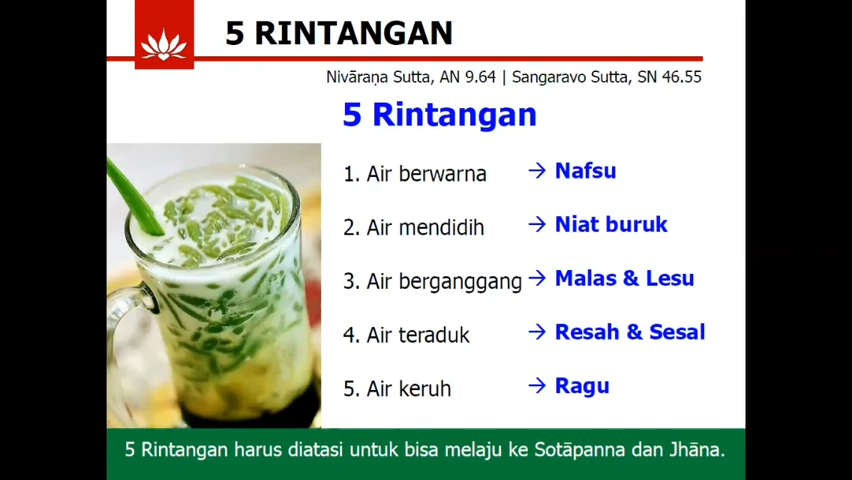 5 RINTANGAN
Nivāraṇa Sutta, AN 9.64 | Sangaravo Sutta, SN 46.55
5 Rintangan
1. Air berwarna → Nafsu
2. Air mendidih → Niat buruk
3. Air berganggang → Malas & Lesu
4. Air teraduk → Resah & Sesal
5. Air keruh → Ragu
5 Rintangan harus diatasi untuk bisa melaju ke Sotāpanna dan Jhāna.